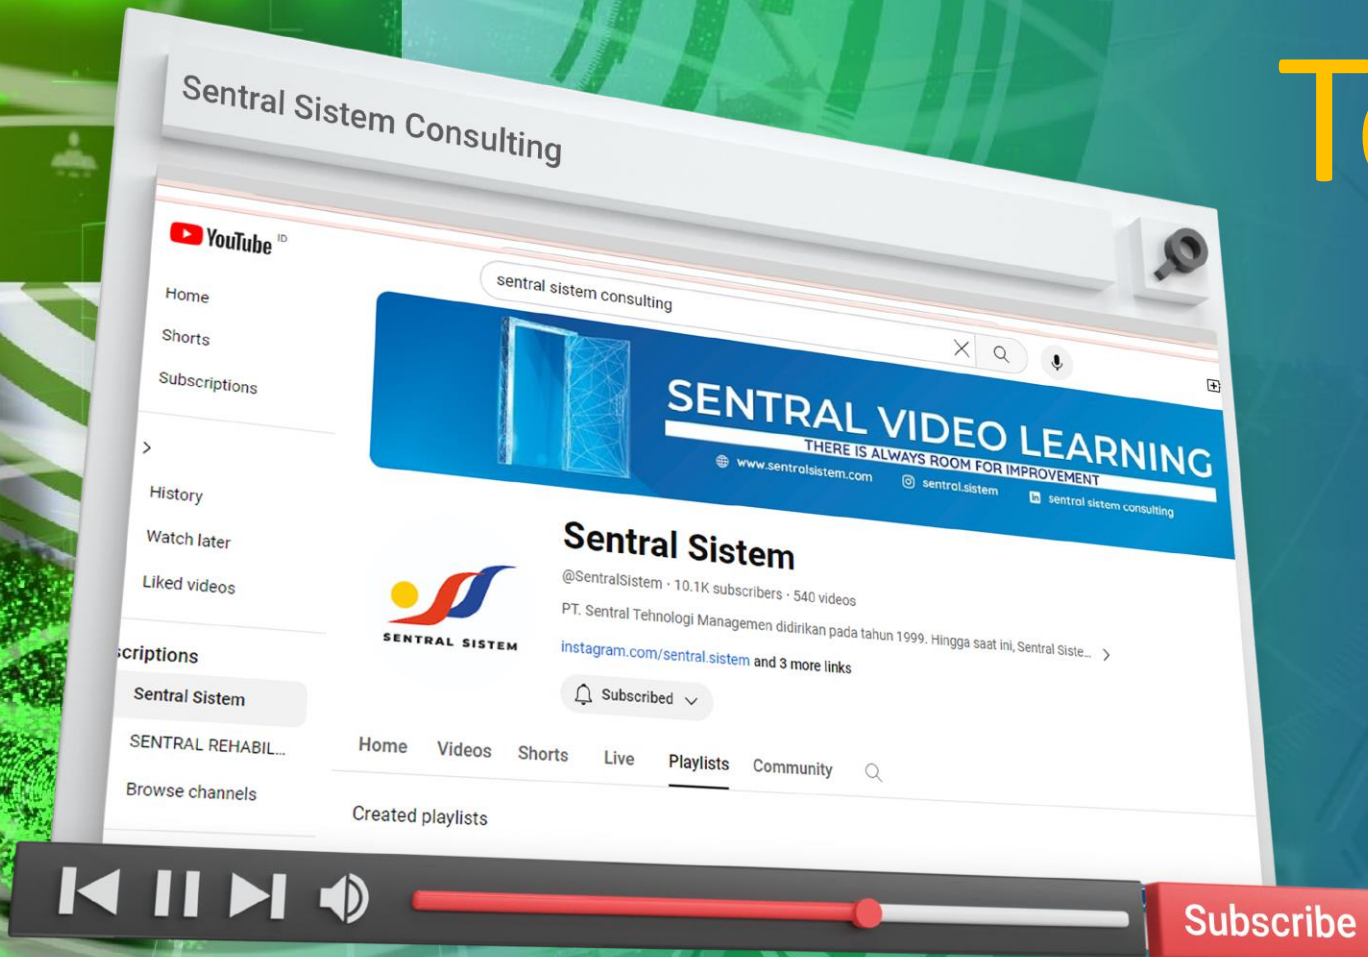 Sentral Sistem Consulting
YouTube ID
sentral sistem consulting
Home
Shorts
Subscriptions
History
Watch later
Liked videos
scriptions
Sentral Sistem
SENTRAL REHABIL...
Browse channels
SENTRAL VIDEO LEARNING
THERE IS ALWAYS ROOM FOR IMPROVEMENT
www.sentralsistem.com sentral.sistem in sentral sistem consulting
SENTRAL SISTEM
Sentral Sistem
@SentralSistem · 10.1K subscribers · 540 videos
PT. Sentral Tehnologi Managemen didirikan pada tahun 1999. Hingga saat ini, Sentral Siste...
instagram.com/sentral.sistem and 3 more links
Subscribed
Home Videos Shorts Live Playlists Community
Created playlists
Subscribe